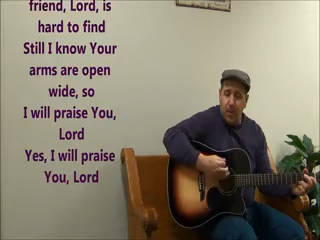 friend, Lord, is
hard to find
Still I know Your
arms are open
wide, so
I will praise You,
Lord
Yes, I will praise
You, Lord